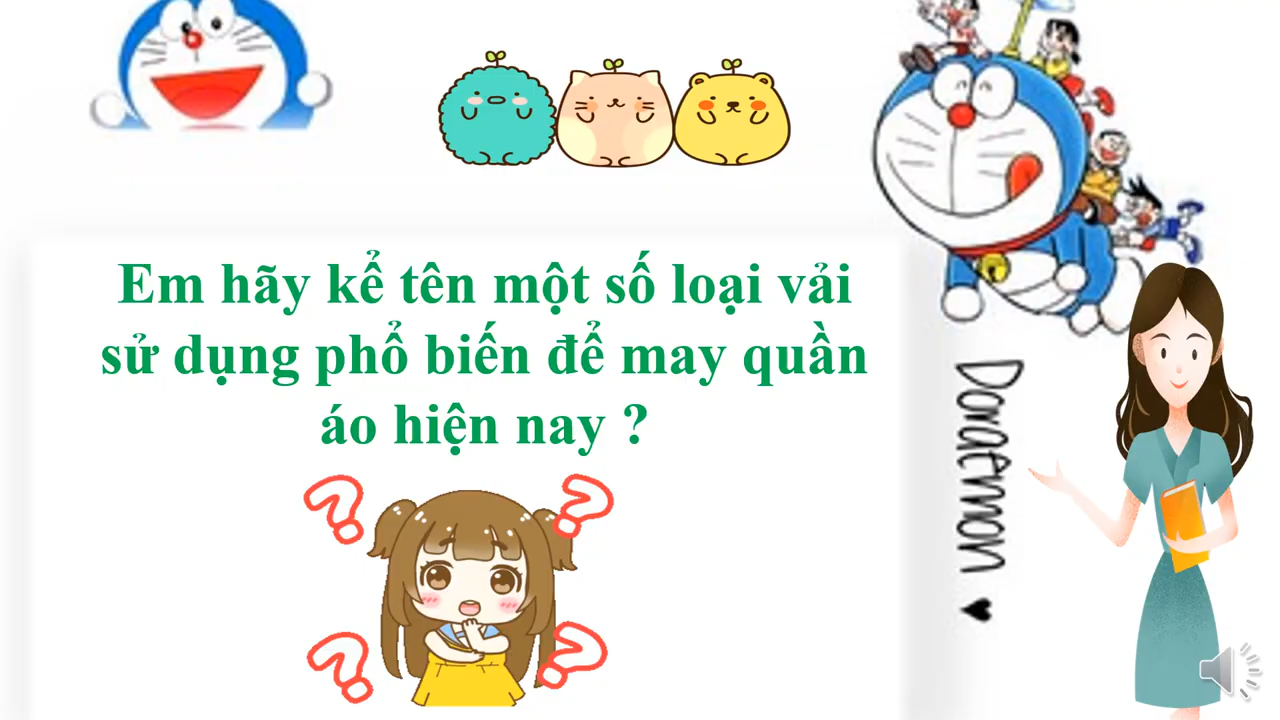 Em hãy kể tên một số loại vải
sử dụng phổ biến để may quần
áo hiện nay ?
Doraemon